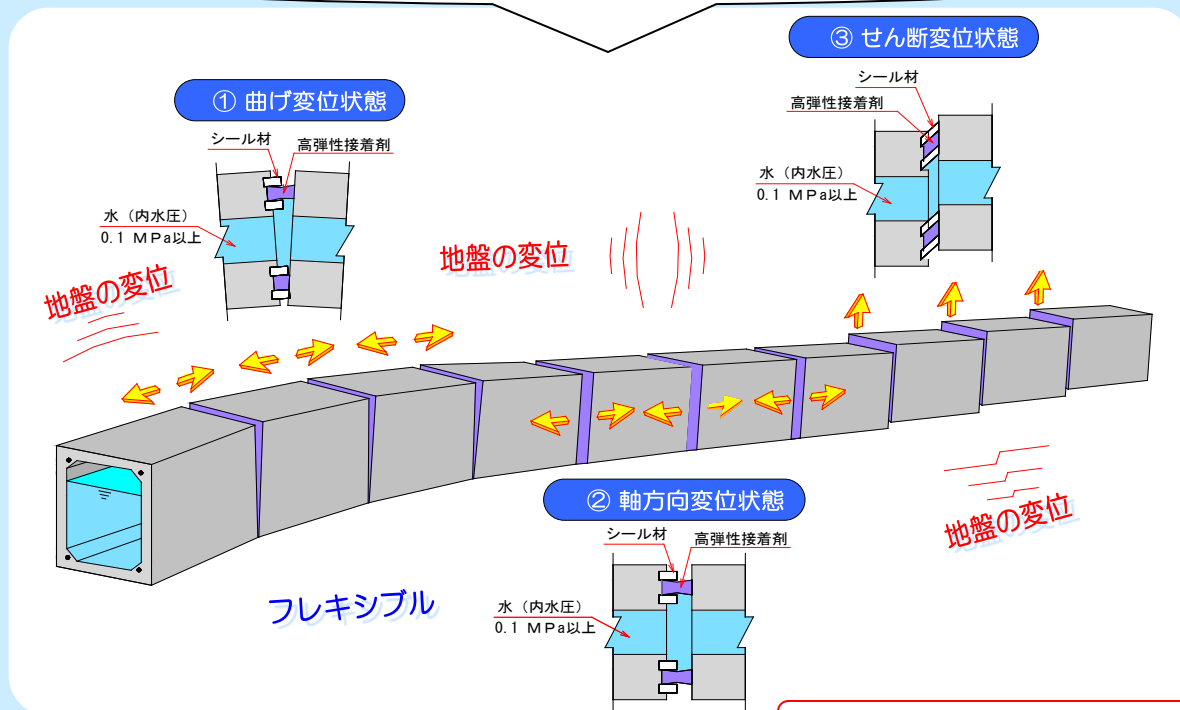 ③ せん断変位状態
シール材
高弾性接着剤
水（内水圧）
0.1 MPa以上
① 曲げ変位状態
シール材
高弾性接着剤
水（内水圧）
0.1 MPa以上
地盤の変位
地盤の変位
② 軸方向変位状態
シール材
高弾性接着剤
水（内水圧）
0.1 MPa以上
地盤の変位
フレキシブル